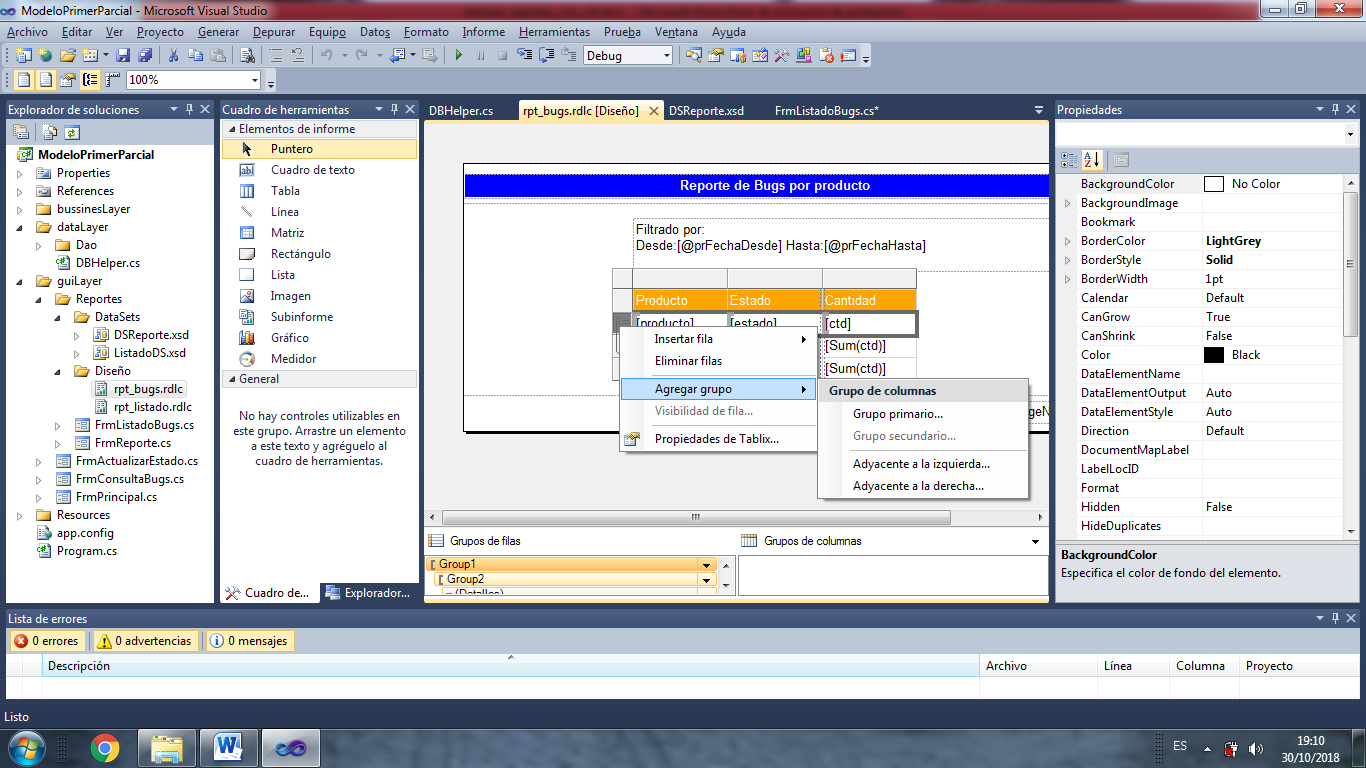 ModeloPrimerParcial - Microsoft Visual Studio
Archivo Editar Ver Proyecto Generar Depurar Equipo Datos Formato Informe Herramientas Prueba Ventana Ayuda
Debug
100%
Explorador de soluciones
ModeloPrimerParcial
Properties
References
bussinesLayer
dataLayer
Dao
DBHelper.cs
guiLayer
Reportes
DataSets
DSReporte.xsd
ListadoDS.xsd
Diseño
rpt_bugs.rdlc
rpt_listado.rdlc
FrmListadoBugs.cs
FrmReporte.cs
FrmActualizarEstado.cs
FrmConsultaBugs.cs
FrmPrincipal.cs
Resources
app.config
Program.cs
Cuadro de herramientas
Elementos de informe
Puntero
Cuadro de texto
Tabla
Línea
Matriz
Rectángulo
Lista
Imagen
Subinforme
Gráfico
Medidor
General
No hay controles utilizables en
este grupo. Arrastre un elemento
a este texto y agréguelo al
cuadro de herramientas.
Cuadro de... Explorador...
DBHelper.cs rpt_bugs.rdlc [Diseño] DSReporte.xsd FrmListadoBugs.cs*
Reporte de Bugs por producto
Filtrado por:
Desde:[@prFechaDesde] Hasta:[@prFechaHasta]
Producto Estado Cantidad
[producto] [estado] [ctd]
[Sum(ctd)]
[Sum(ctd)]
Insertar fila
Eliminar filas
Agregar grupo
Visibilidad de fila...
Propiedades de Tablix...
Grupo de columnas
Grupo primario...
Grupo secundario...
Adyacente a la izquierda...
Adyacente a la derecha...
Grupos de filas Grupos de columnas
Group1
Group2
(Detalles)
Propiedades
BackgroundColor No Color
BackgroundImage
Bookmark
BorderColor LightGrey
BorderStyle Solid
BorderWidth 1pt
Calendar Default
CanGrow True
CanShrink False
Color Black
DataElementName
DataElementOutput Auto
DataElementStyle Auto
Direction Default
DocumentMapLabel
LabelLocID
Format
Hidden False
HideDuplicates
BackgroundColor
Especifica el color de fondo del elemento.
Lista de errores
0 errores 0 advertencias 0 mensajes
Descripción Archivo Línea Columna Proyecto
Listo
ES 19:10
30/10/2018